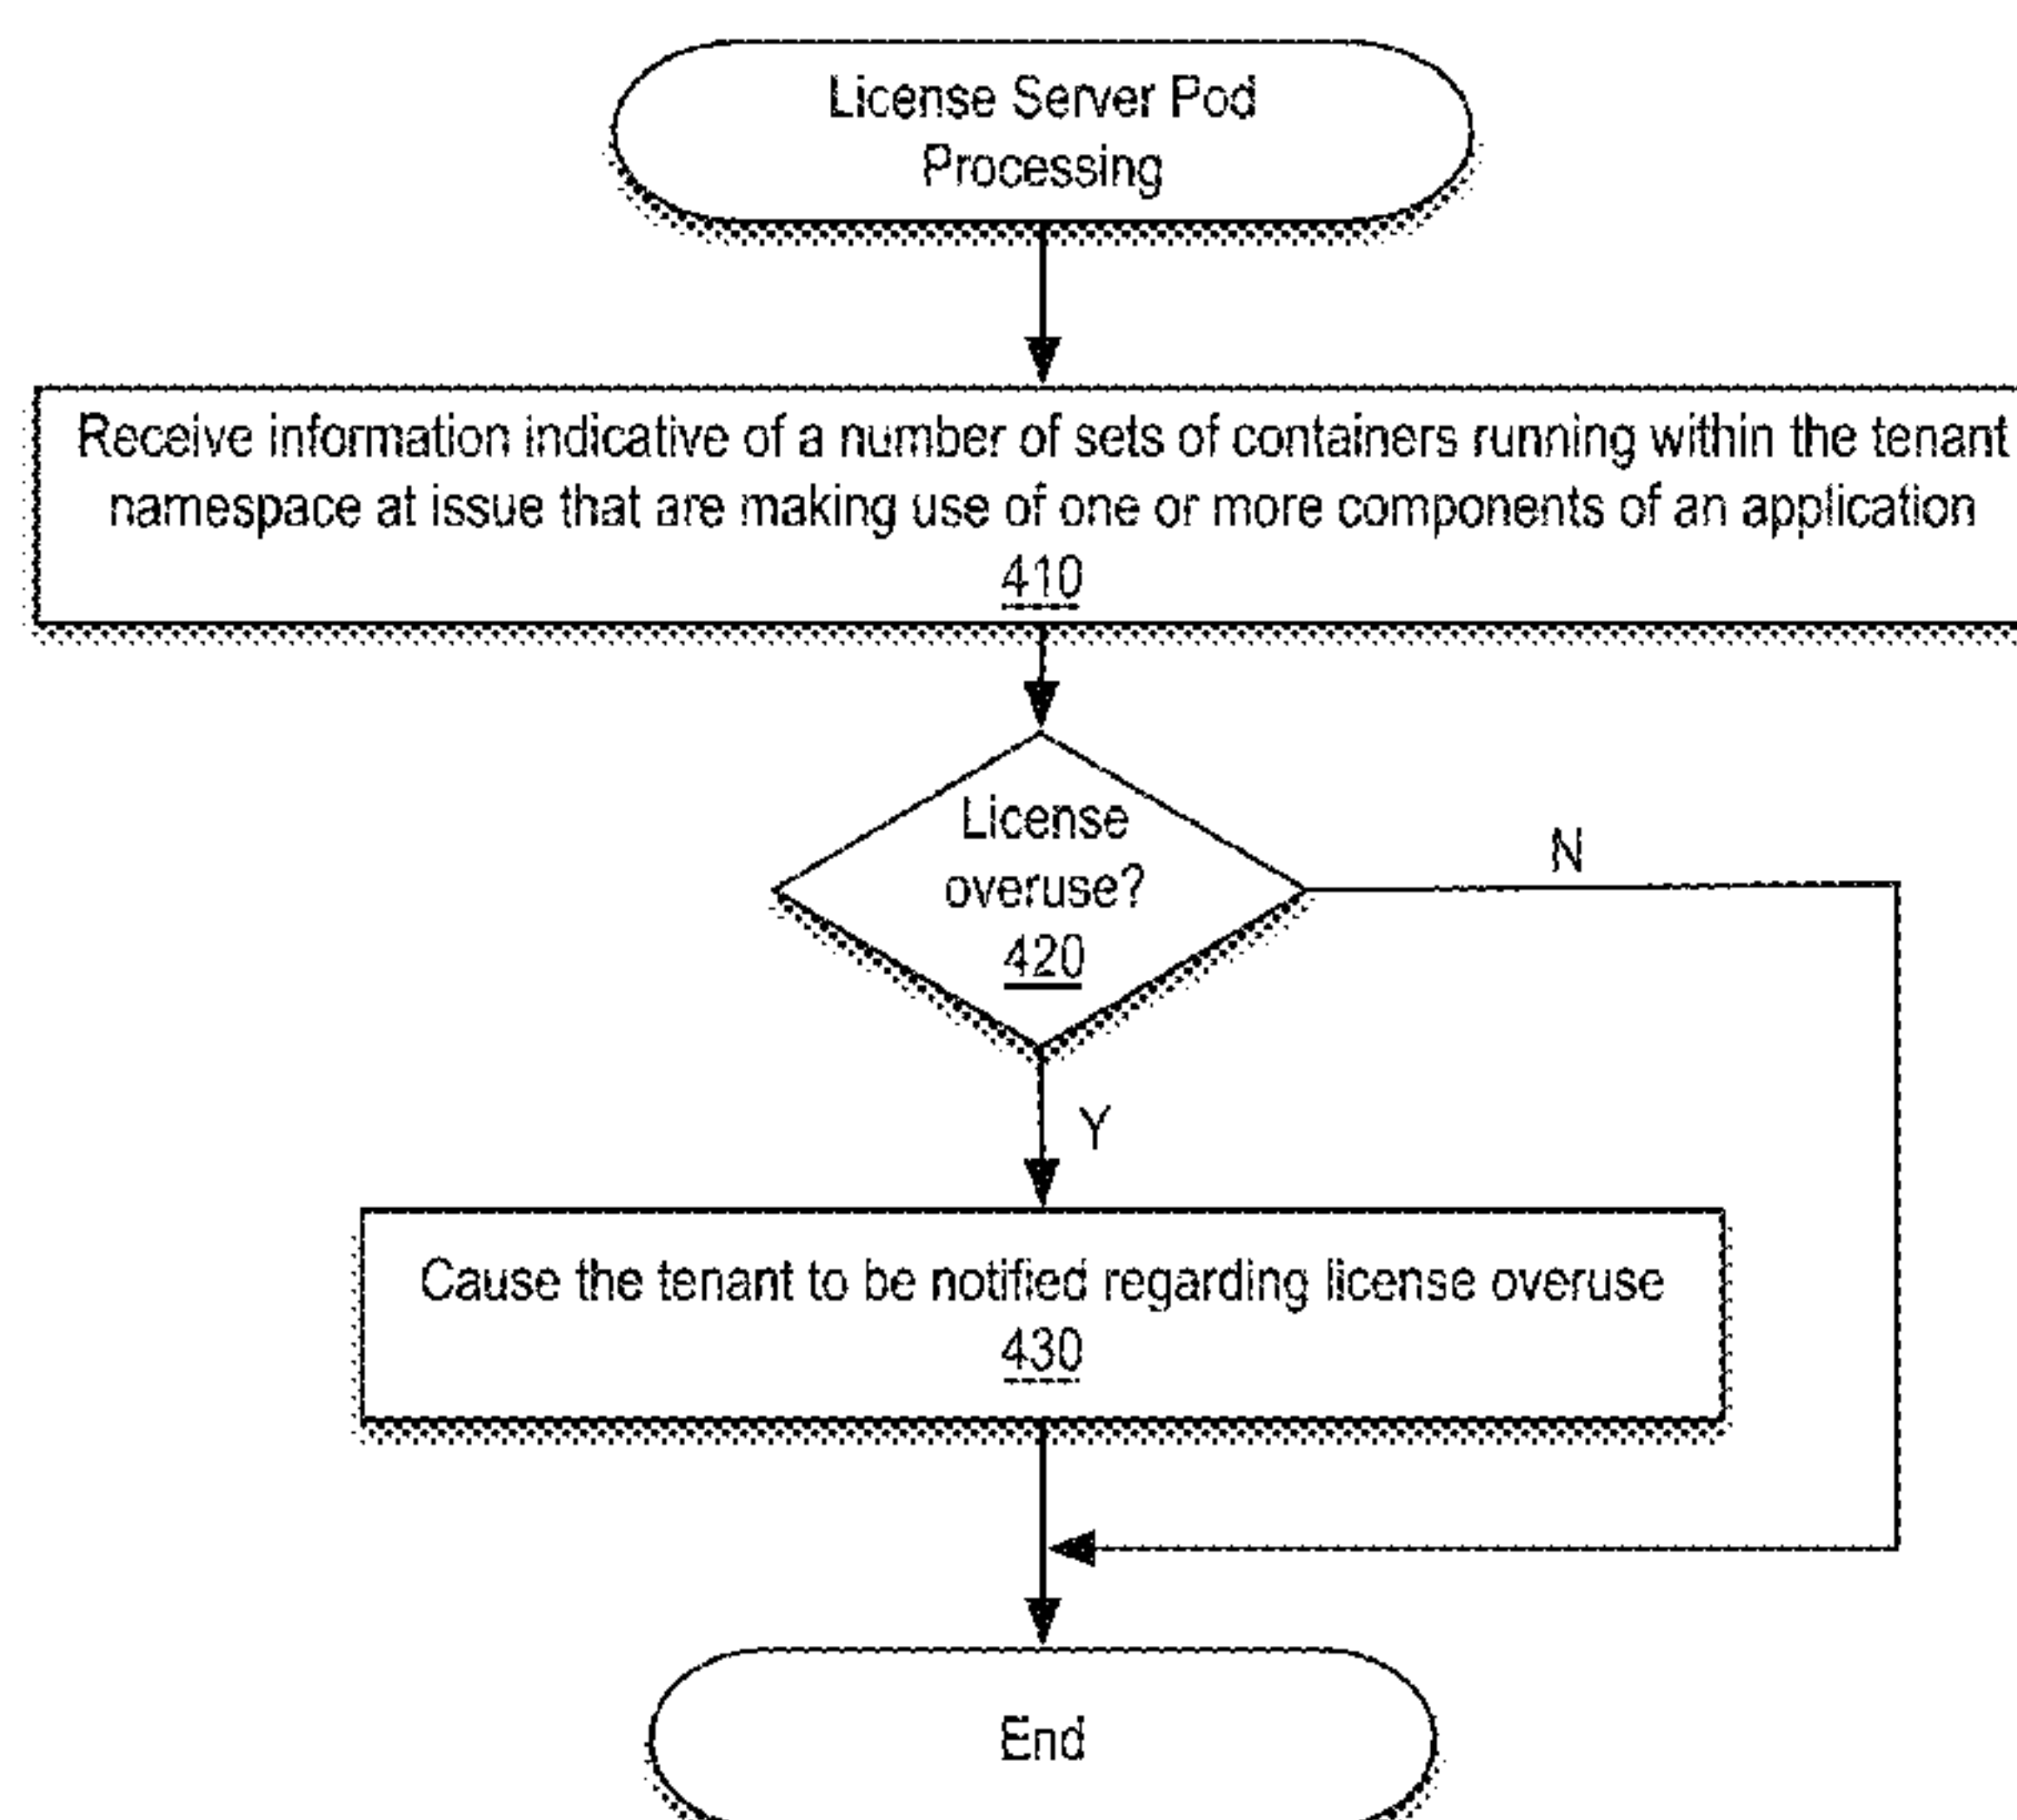 License Server Pod
Processing
Receive information indicative of a number of sets of containers running within the tenant
namespace at issue that are making use of one or more components of an application
410
License
overuse?
420
N
Y
Cause the tenant to be notified regarding license overuse
430
End